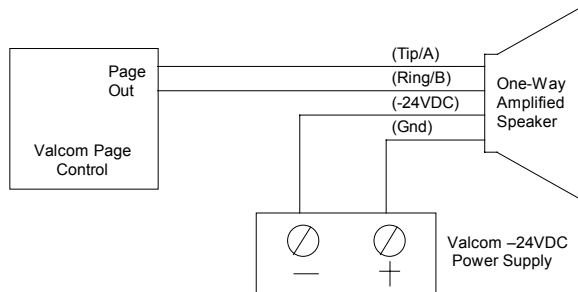 (Tip/A)
Page
Out
(Ring/B)
One-Way
Amplified
Speaker
(-24VDC)
(Gnd)
Valcom Page
Control
Valcom –24VDC
Power Supply
— +